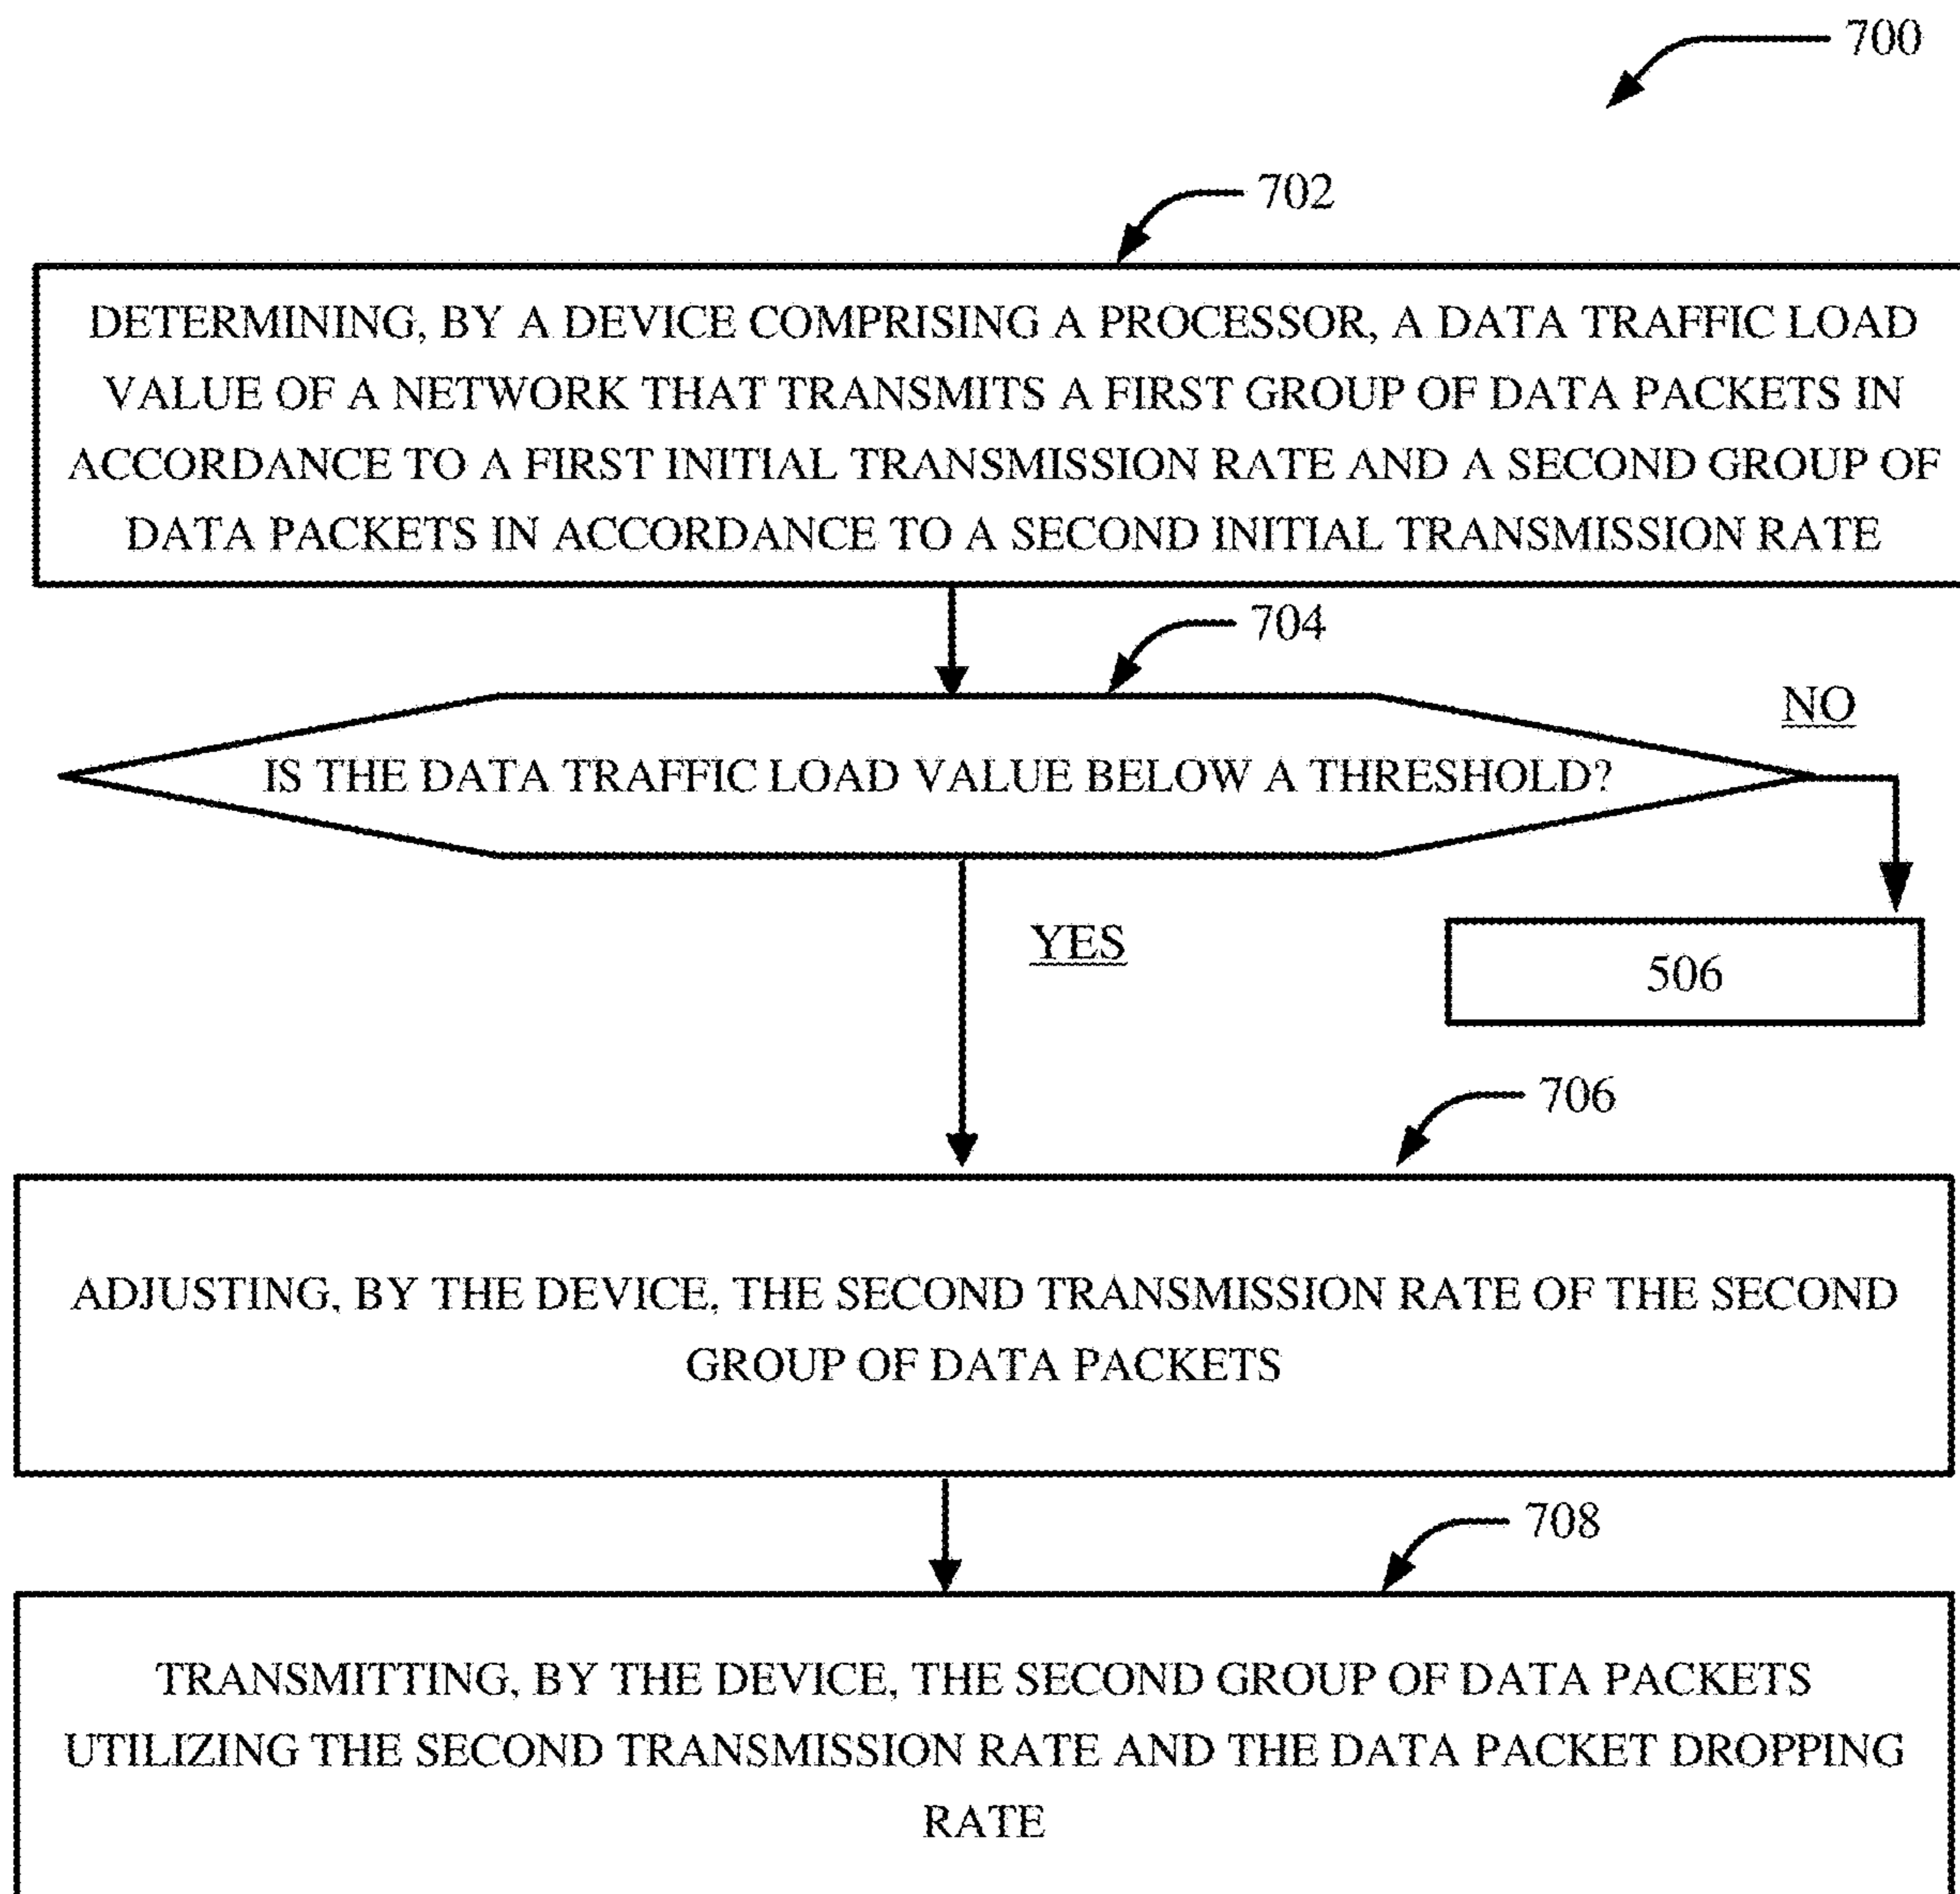 700
702
DETERMINING, BY A DEVICE COMPRISING A PROCESSOR, A DATA TRAFFIC LOAD
VALUE OF A NETWORK THAT TRANSMITS A FIRST GROUP OF DATA PACKETS IN
ACCORDANCE TO A FIRST INITIAL TRANSMISSION RATE AND A SECOND GROUP OF
DATA PACKETS IN ACCORDANCE TO A SECOND INITIAL TRANSMISSION RATE
704
NO
IS THE DATA TRAFFIC LOAD VALUE BELOW A THRESHOLD?
YES
506
706
ADJUSTING, BY THE DEVICE, THE SECOND TRANSMISSION RATE OF THE SECOND
GROUP OF DATA PACKETS
708
TRANSMITTING, BY THE DEVICE, THE SECOND GROUP OF DATA PACKETS
UTILIZING THE SECOND TRANSMISSION RATE AND THE DATA PACKET DROPPING
RATE